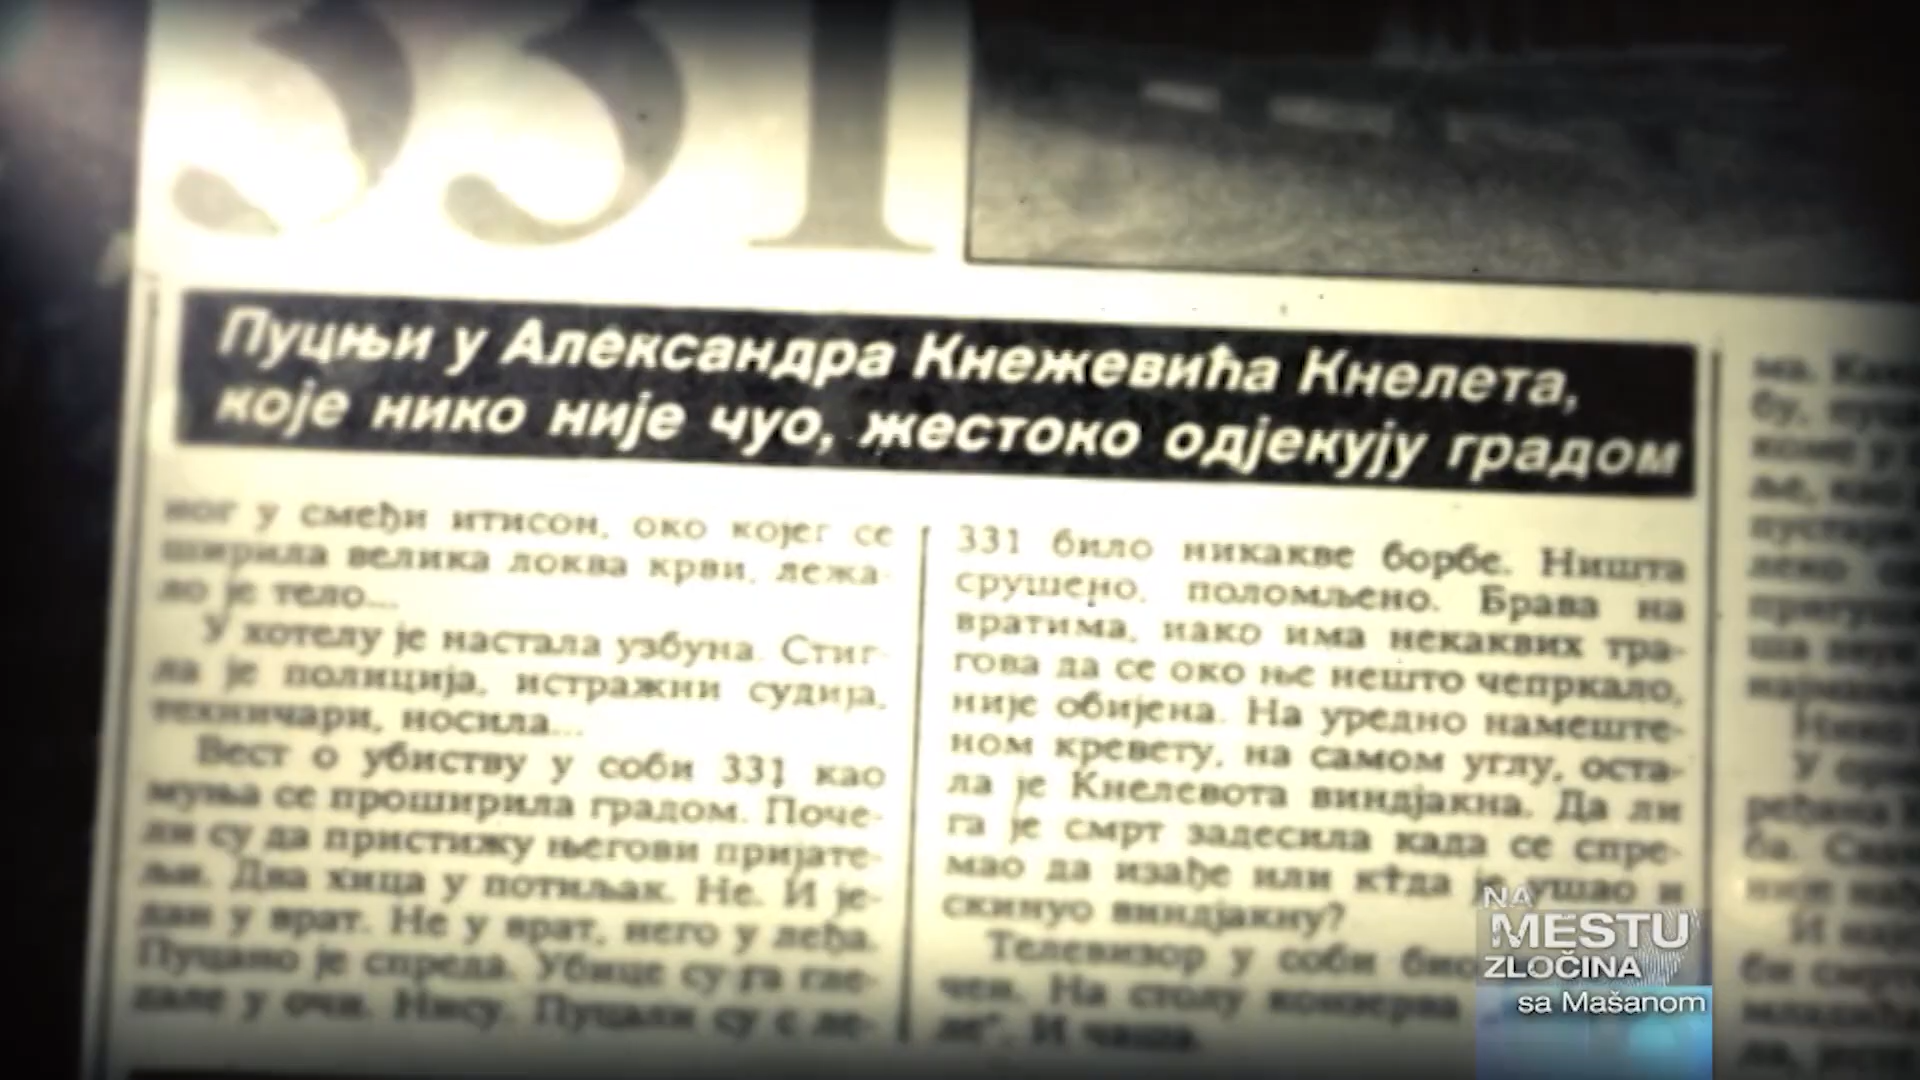 331
Пуцњи у Александра Кнежевића Кнелета,
које нико није чуо, жестоко одјекују градом
ног у смеђи итисон, око којег се
ширила велика локва крви, лежа-
ло је тело...
У хотелу је настала узбуна. Стиг-
ла је полиција, истражни судија,
техничари, носила...
Вест о убиству у соби 331 као
муња се проширила градом. Поче-
ли су да пристижу његови пријате-
љи. Два хица у потиљак. Не. И је-
дан у врат. Не у врат, него у леђа.
Пуцано је спреда. Убице су га гле-
дале у очи. Нису. Пуцали су с ле-
331 било никакве борбе. Ништа
срушено, поломљено. Брава на
вратима, иако има некаквих тра-
гова да се око ње нешто чепркало,
није обијена. На уредно намеште-
ном кревету, на самом углу, оста-
ла је Кнелевота виндјакна. Да ли
га је смрт задесила када се спре-
мао да изађе или када је ушао и
скинуо виндјакну?
Телевизор у соби био
чен. На столу конзерва
ле". И чаша.
NA
MESTU
ZLOČINA
sa Mašanom